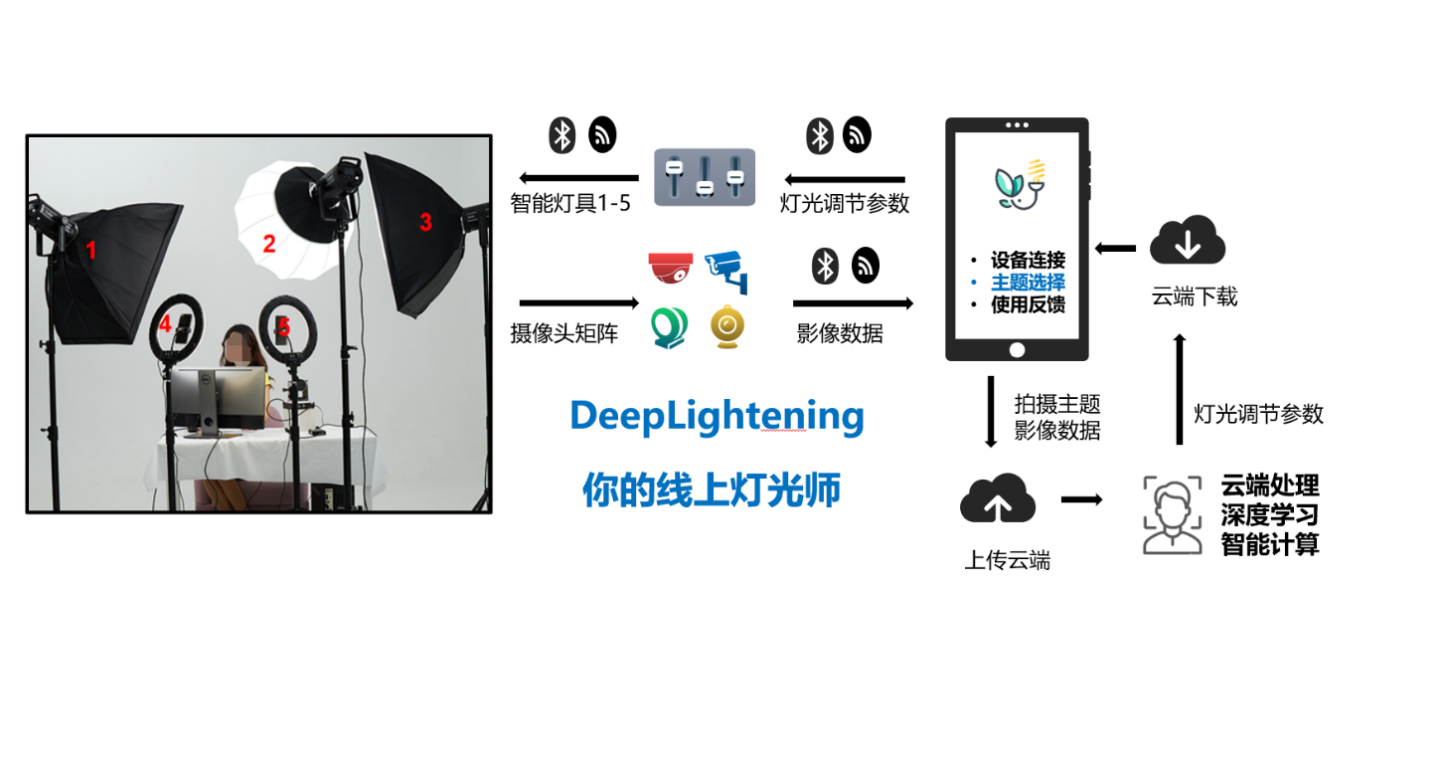 1
2
3
4
5
智能灯具1-5
灯光调节参数
摄像头矩阵
影像数据
DeepLightening
你的线上灯光师
• 设备连接
• 主题选择
• 使用反馈
云端下载
拍摄主题
影像数据
灯光调节参数
上传云端
云端处理
深度学习
智能计算